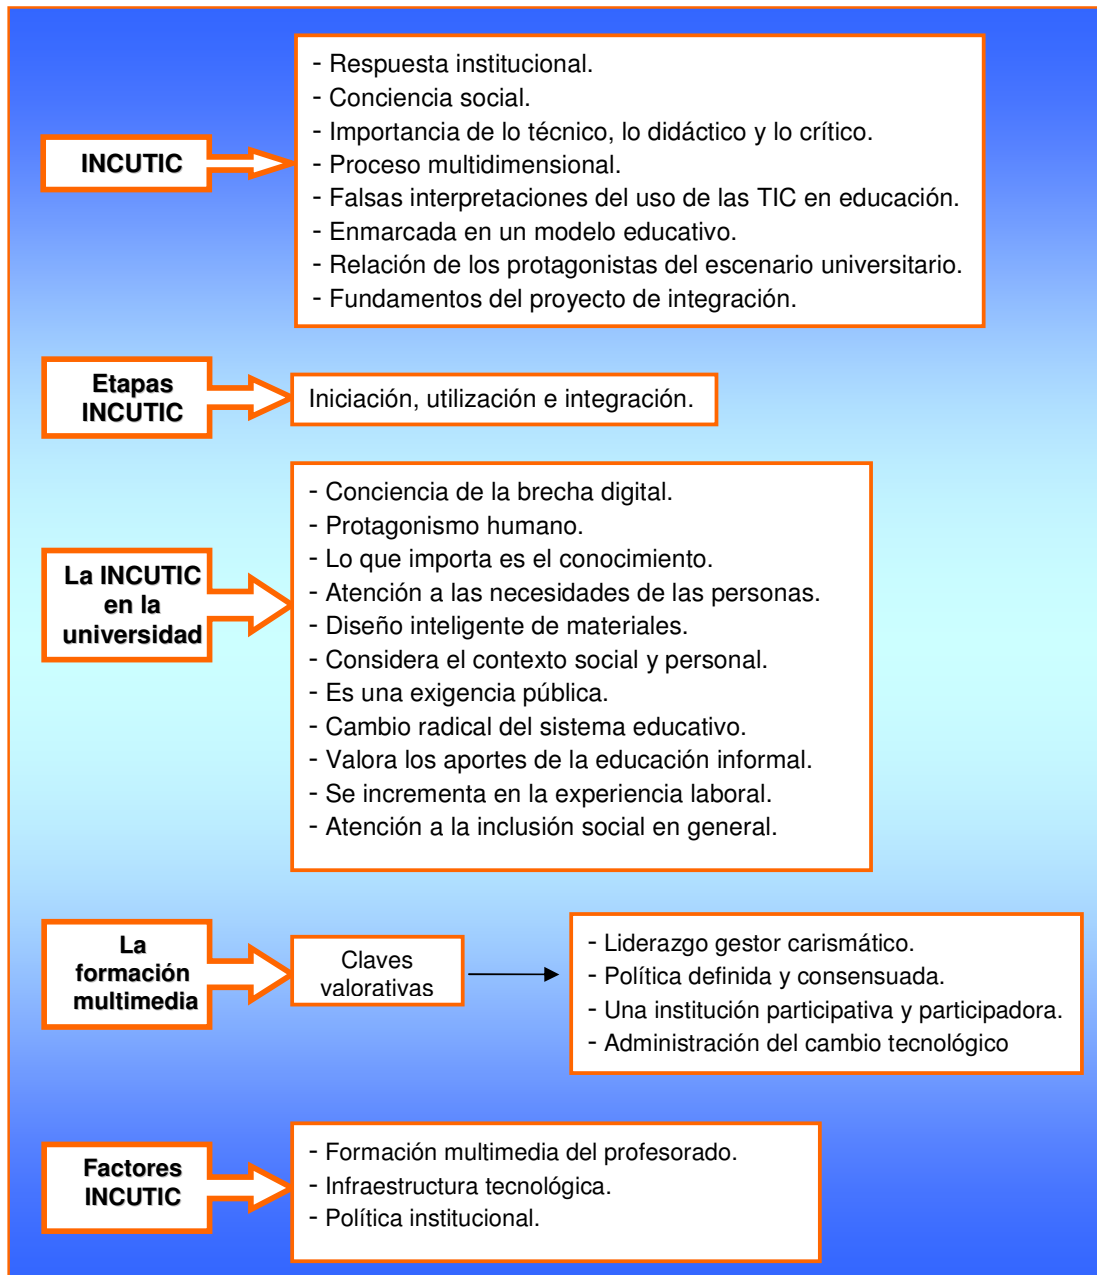 INCUTIC
- Respuesta institucional.
- Conciencia social.
- Importancia de lo técnico, lo didáctico y lo crítico.
- Proceso multidimensional.
- Falsas interpretaciones del uso de las TIC en educación.
- Enmarcada en un modelo educativo.
- Relación de los protagonistas del escenario universitario.
- Fundamentos del proyecto de integración.
Etapas
INCUTIC
Iniciación, utilización e integración.
La INCUTIC
en la
universidad
- Conciencia de la brecha digital.
- Protagonismo humano.
- Lo que importa es el conocimiento.
- Atención a las necesidades de las personas.
- Diseño inteligente de materiales.
- Considera el contexto social y personal.
- Es una exigencia pública.
- Cambio radical del sistema educativo.
- Valora los aportes de la educación informal.
- Se incrementa en la experiencia laboral.
- Atención a la inclusión social en general.
La
formación
multimedia
Claves
valorativas
- Liderazgo gestor carismático.
- Política definida y consensuada.
- Una institución participativa y participadora.
- Administración del cambio tecnológico
Factores
INCUTIC
- Formación multimedia del profesorado.
- Infraestructura tecnológica.
- Política institucional.